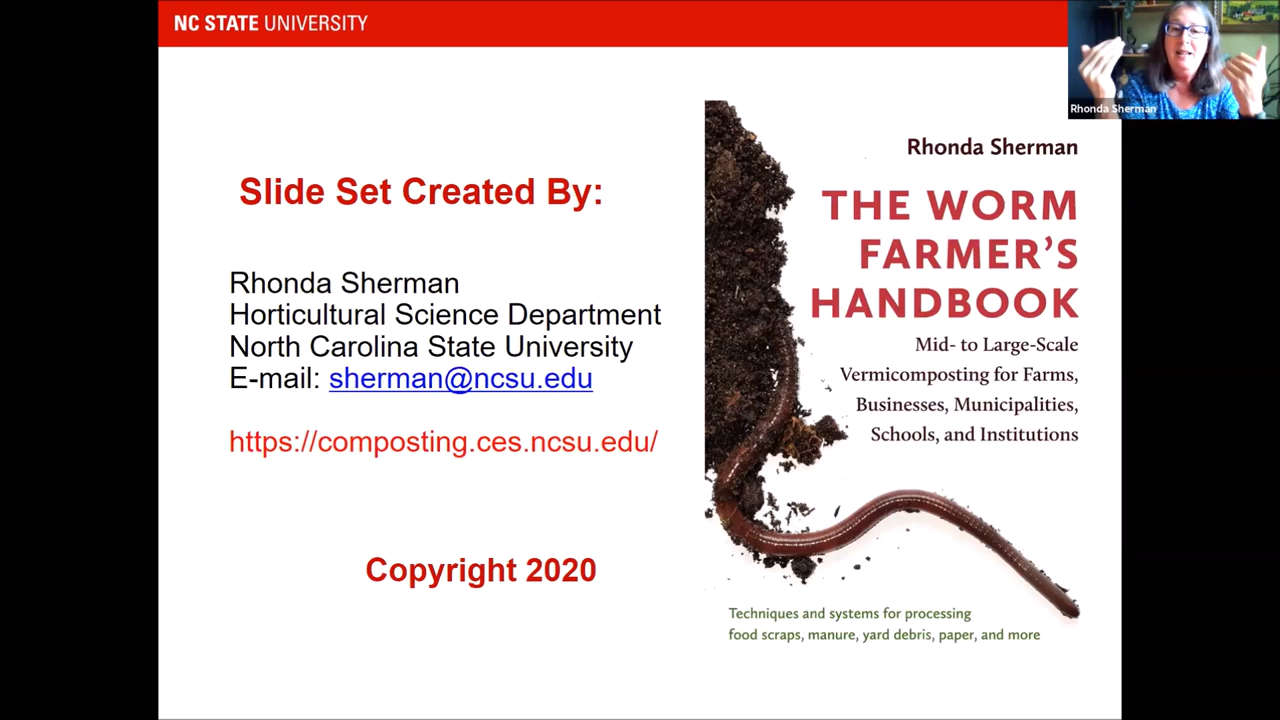 NC STATE UNIVERSITY
Rhonda Sherman
Slide Set Created By:
Rhonda Sherman
Horticultural Science Department
North Carolina State University
E-mail: sherman@ncsu.edu
https://composting.ces.ncsu.edu/
Copyright 2020
Rhonda Sherman
THE WORM
FARMER'S
HANDBOOK
Mid- to Large-Scale
Vermicomposting for Farms,
Businesses, Municipalities,
Schools, and Institutions
Techniques and systems for processing
food scraps, manure, yard debris, paper, and more